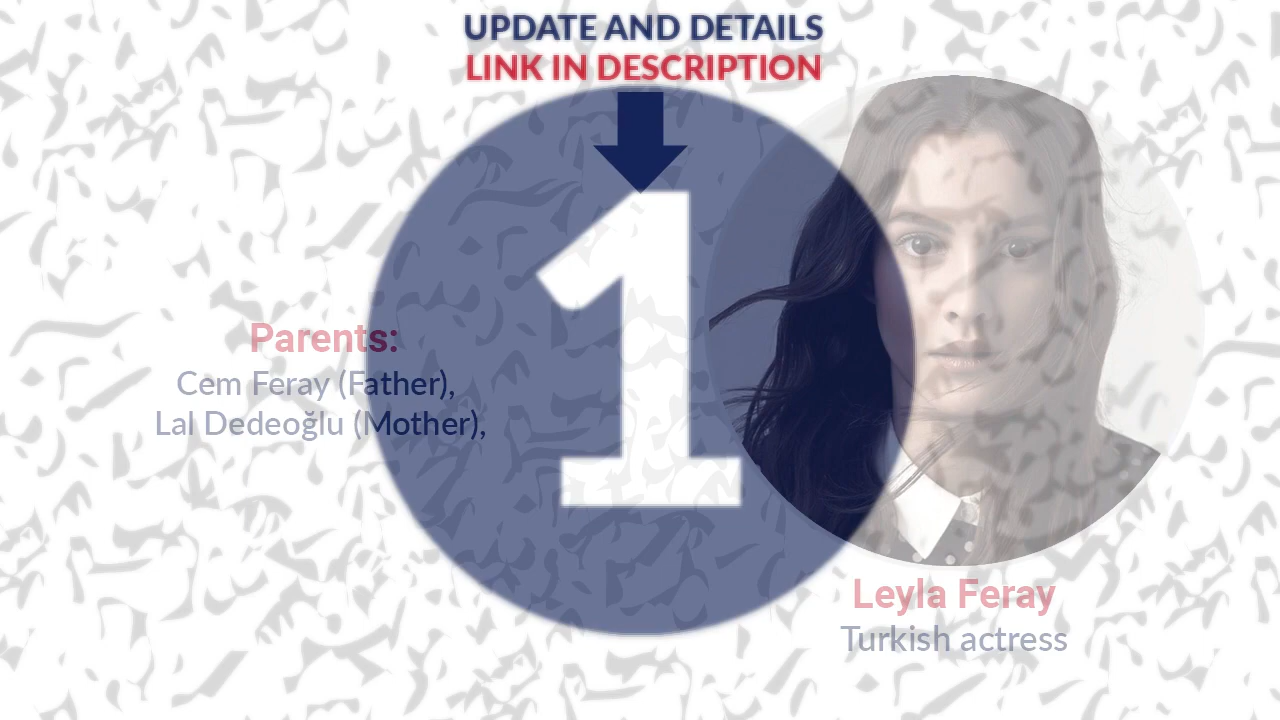 UPDATE AND DETAILS
LINK IN DESCRIPTION
1
Parents:
Cem Feray (Father),
Lal Dedeoğlu (Mother),
Leyla Feray
Turkish actress